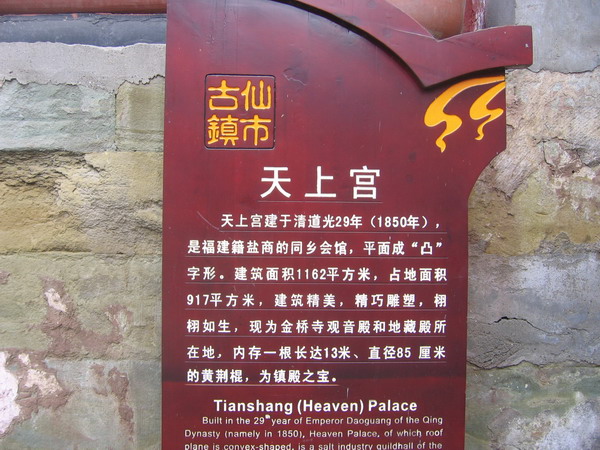 仙市
古鎮
天上宫
天上宫建于清道光29年（1850年），
是福建籍盐商的同乡会馆，平面成“凸”
字形。建筑面积1162平方米，占地面积
917平方米，建筑精美，精巧雕塑，栩
栩如生，现为金桥寺观音殿和地藏殿所
在地，内存一根长达13米、直径85 厘米
的黄荆棍，为镇殿之宝。
Tianshang (Heaven) Palace
Built in the 29th year of Emperor Daoguang of the Qing
Dynasty (namely in 1850), Heaven Palace, of which roof
plane is convex-shaped, is a salt industry guildhall of the